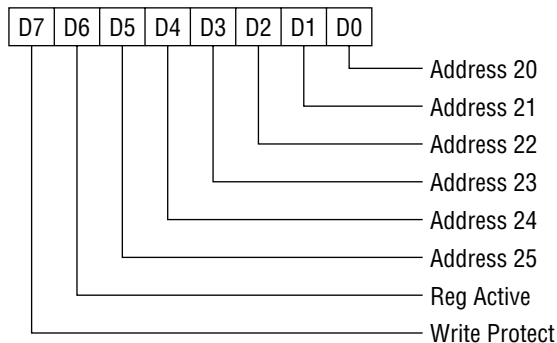 D7 D6 D5 D4 D3 D2 D1 D0
Address 20
Address 21
Address 22
Address 23
Address 24
Address 25
Reg Active
Write Protect